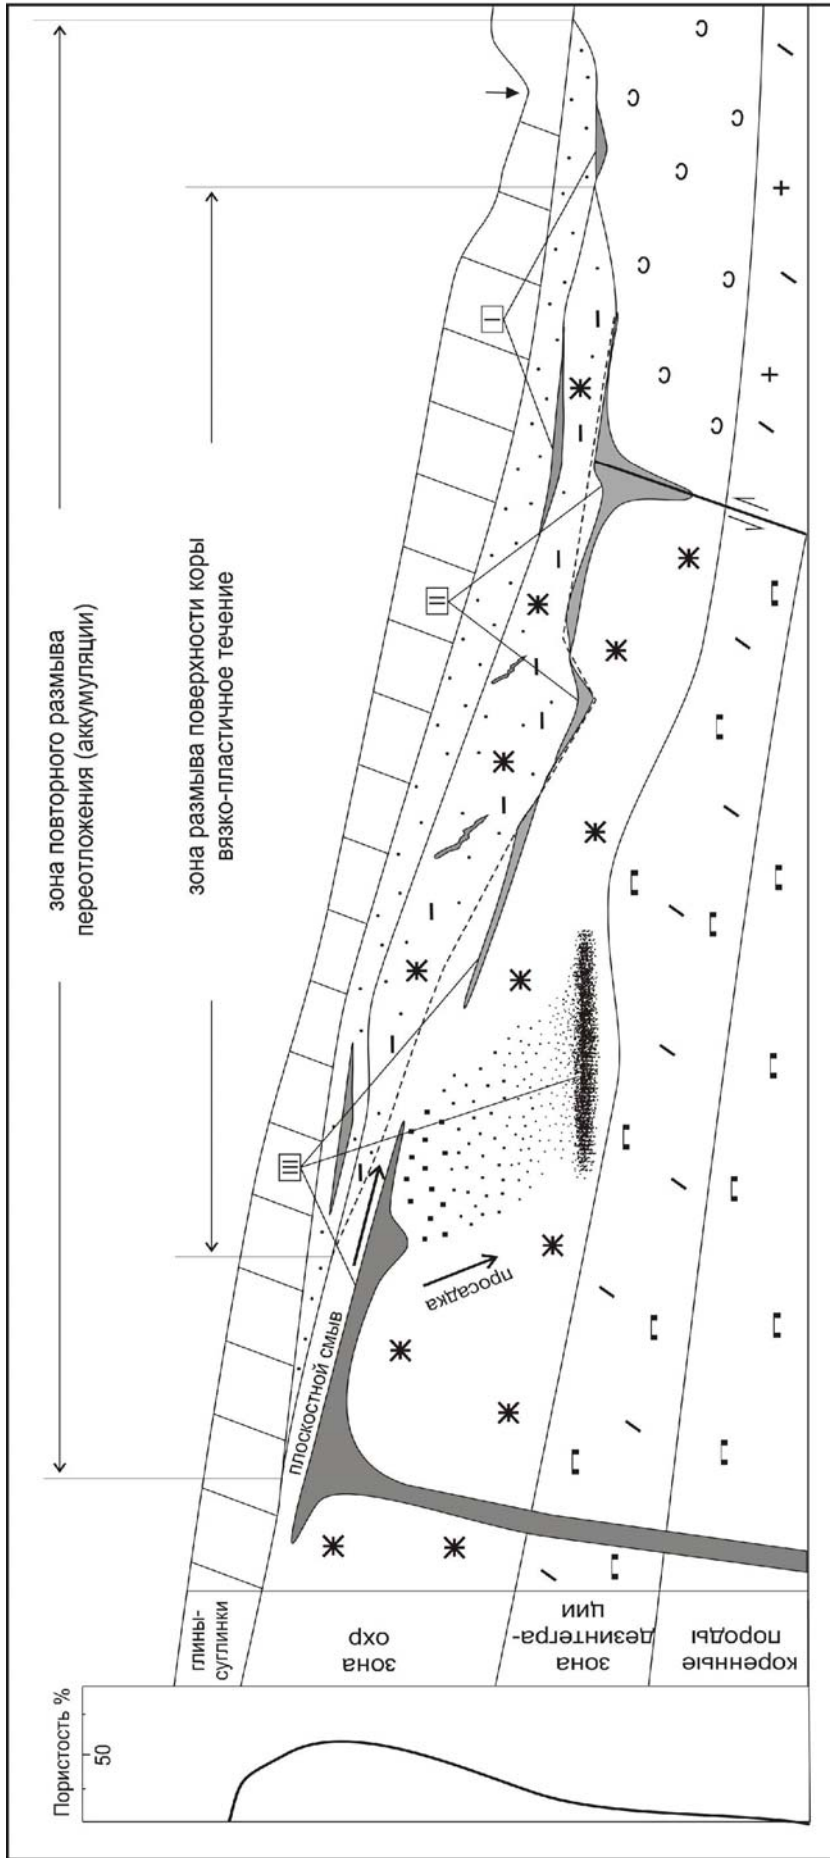 зона повторного размыва
переотложения (аккумуляции)
зона размыва поверхности коры
вязко-пластичное течение
I
II
III
плоскостной смыв
просадка
глины-
суглинки
зона
охр
зона
дезинтегра-
ции
коренные
породы
Пористость %
50